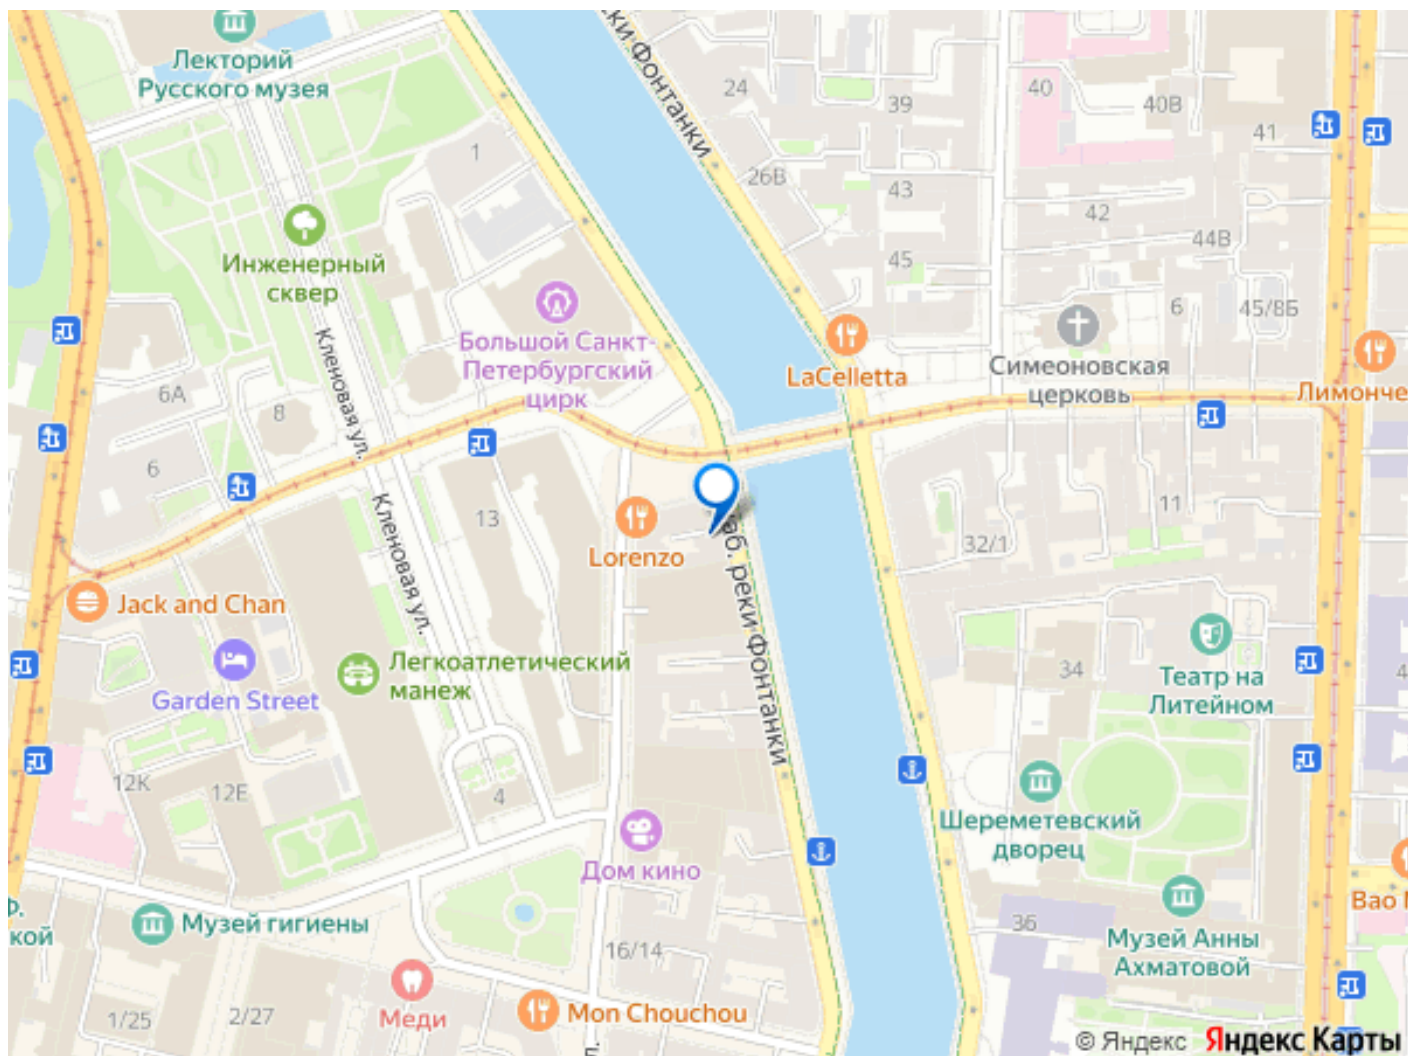 Лекторий
Русского музея
ки Фонтанки
24
39
40
40В
41
1
26В
43
42
44В
45
6
45/8Б
Инженерный
сквер
Большой Санкт-
Петербургский
цирк
LaCelletta
Симеоновская
церковь
Лимонче
Кленовая ул.
6А
8
6
13
Кленовая ул.
Lorenzo
наб. реки Фонтанки
11
32/1
Jack and Chan
Garden Street
Легкоатлетический
манеж
34
Театр на
Литейном
4
12К
12Е
4
Шереметевский
дворец
Дом кино
Ф.
ской
Музей гигиены
16/14
36
Музей Анны
Ахматовой
Bao
1/25
2/27
Меди
Mon Chouchou
© Яндекс Яндекс Карты